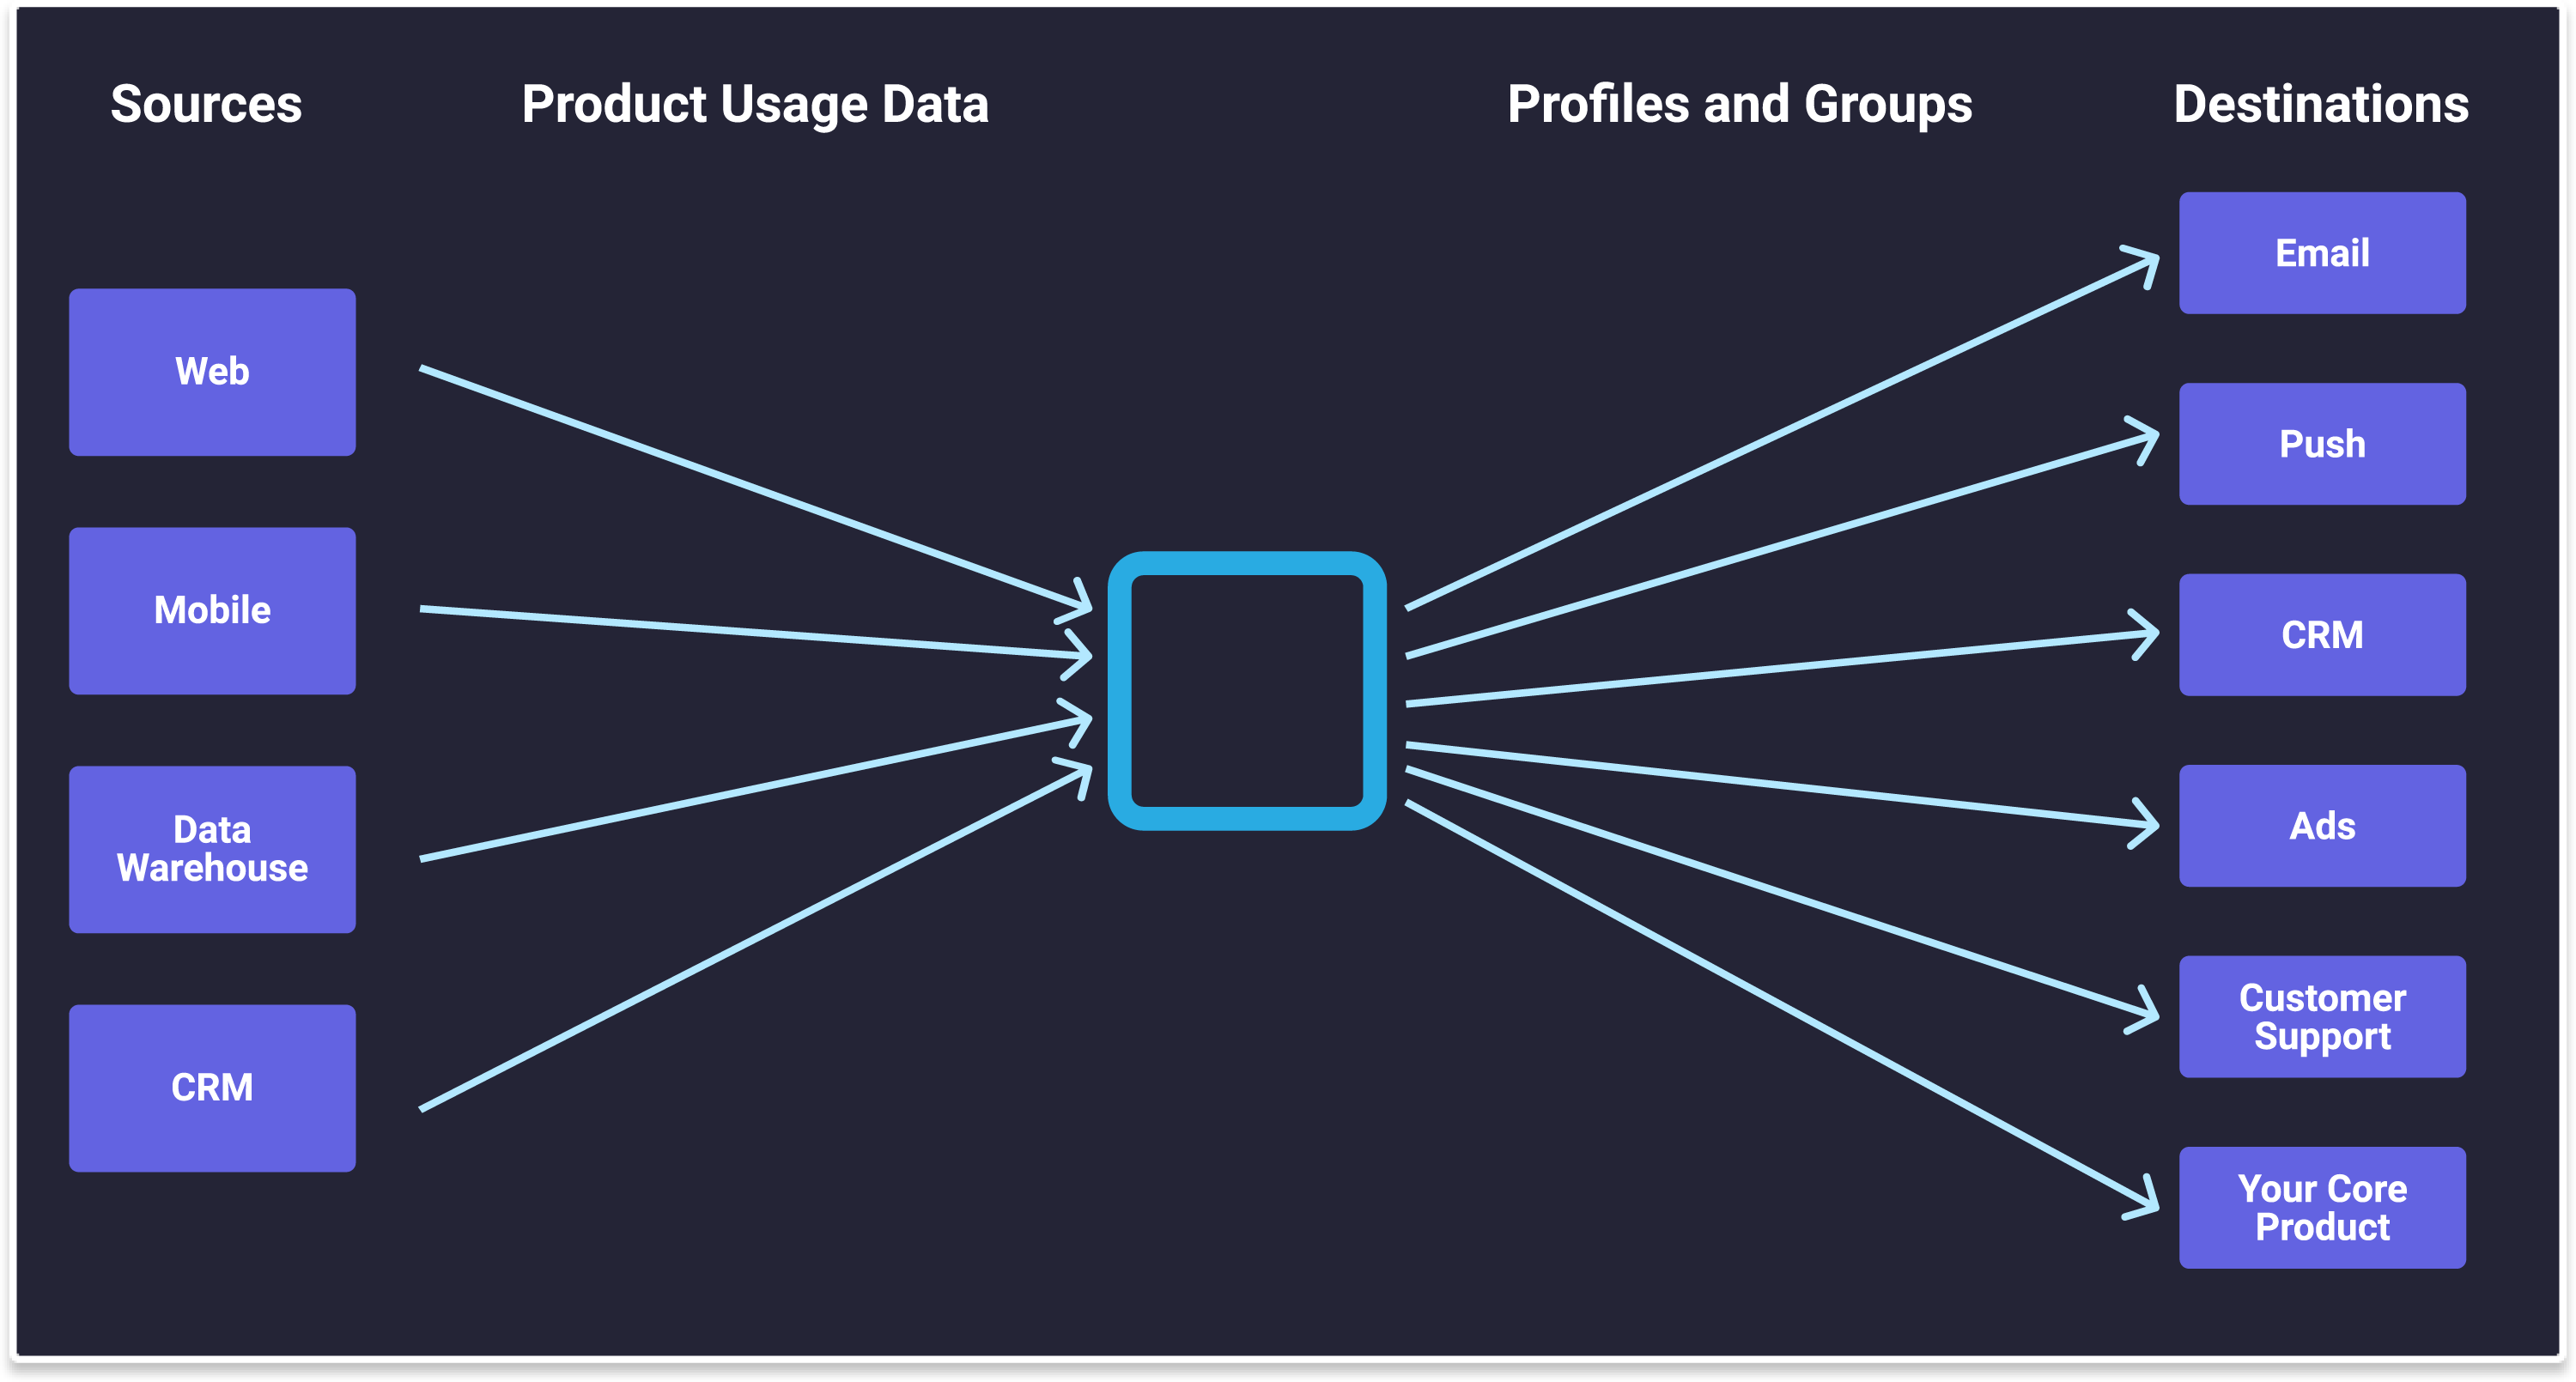 Sources
Product Usage Data
Profiles and Groups
Destinations
Web
Mobile
Data
Warehouse
CRM
Email
Push
CRM
Ads
Customer
Support
Your Core
Product